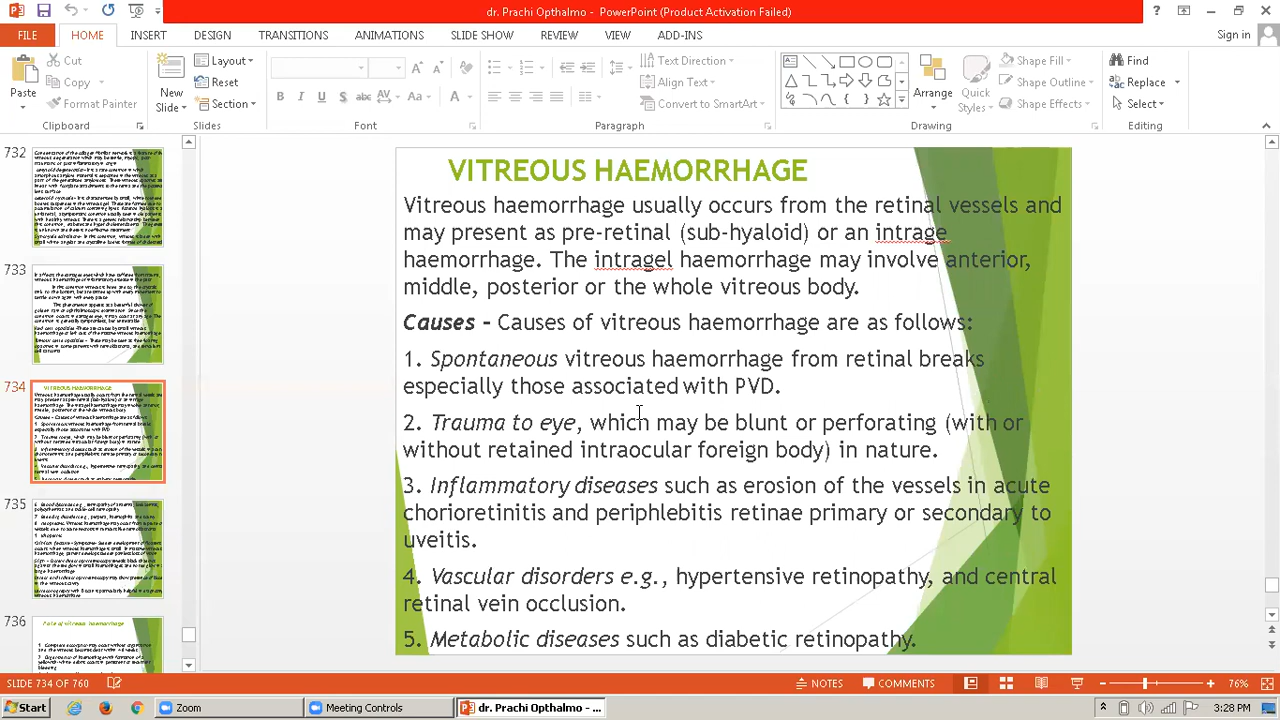 dr. Prachi Opthalmo - PowerPoint (Product Activation Failed)
FILE HOME INSERT DESIGN TRANSITIONS ANIMATIONS SLIDE SHOW REVIEW VIEW ADD-INS Sign in
Cut Layout Text Direction Shape Fill Find
Copy Reset Align Text Shape Outline Replace
Paste Format Painter New Slide Section Convert to SmartArt Arrange Quick Styles Shape Effects Select
Clipboard Slides Font Paragraph Drawing Editing
732
733
734
735
736
VITREOUS HAEMORRHAGE
Vitreous haemorrhage usually occurs from the retinal vessels and
may present as pre-retinal (sub-hyaloid) or an intrage
haemorrhage. The intragel haemorrhage may involve anterior,
middle, posterior or the whole vitreous body.
Causes - Causes of vitreous haemorrhage are as follows:
1. Spontaneous vitreous haemorrhage from retinal breaks
especially those associated with PVD.
2. Trauma to eye, which may be blunt or perforating (with or
without retained intraocular foreign body) in nature.
3. Inflammatory diseases such as erosion of the vessels in acute
chorioretinitis and periphlebitis retinae primary or secondary to
uveitis.
4. Vascular disorders e.g., hypertensive retinopathy, and central
retinal vein occlusion.
5. Metabolic diseases such as diabetic retinopathy.
SLIDE 734 OF 760 NOTES COMMENTS 76%
Start Zoom Meeting Controls dr. Prachi Opthalmo - ... 3:28 PM